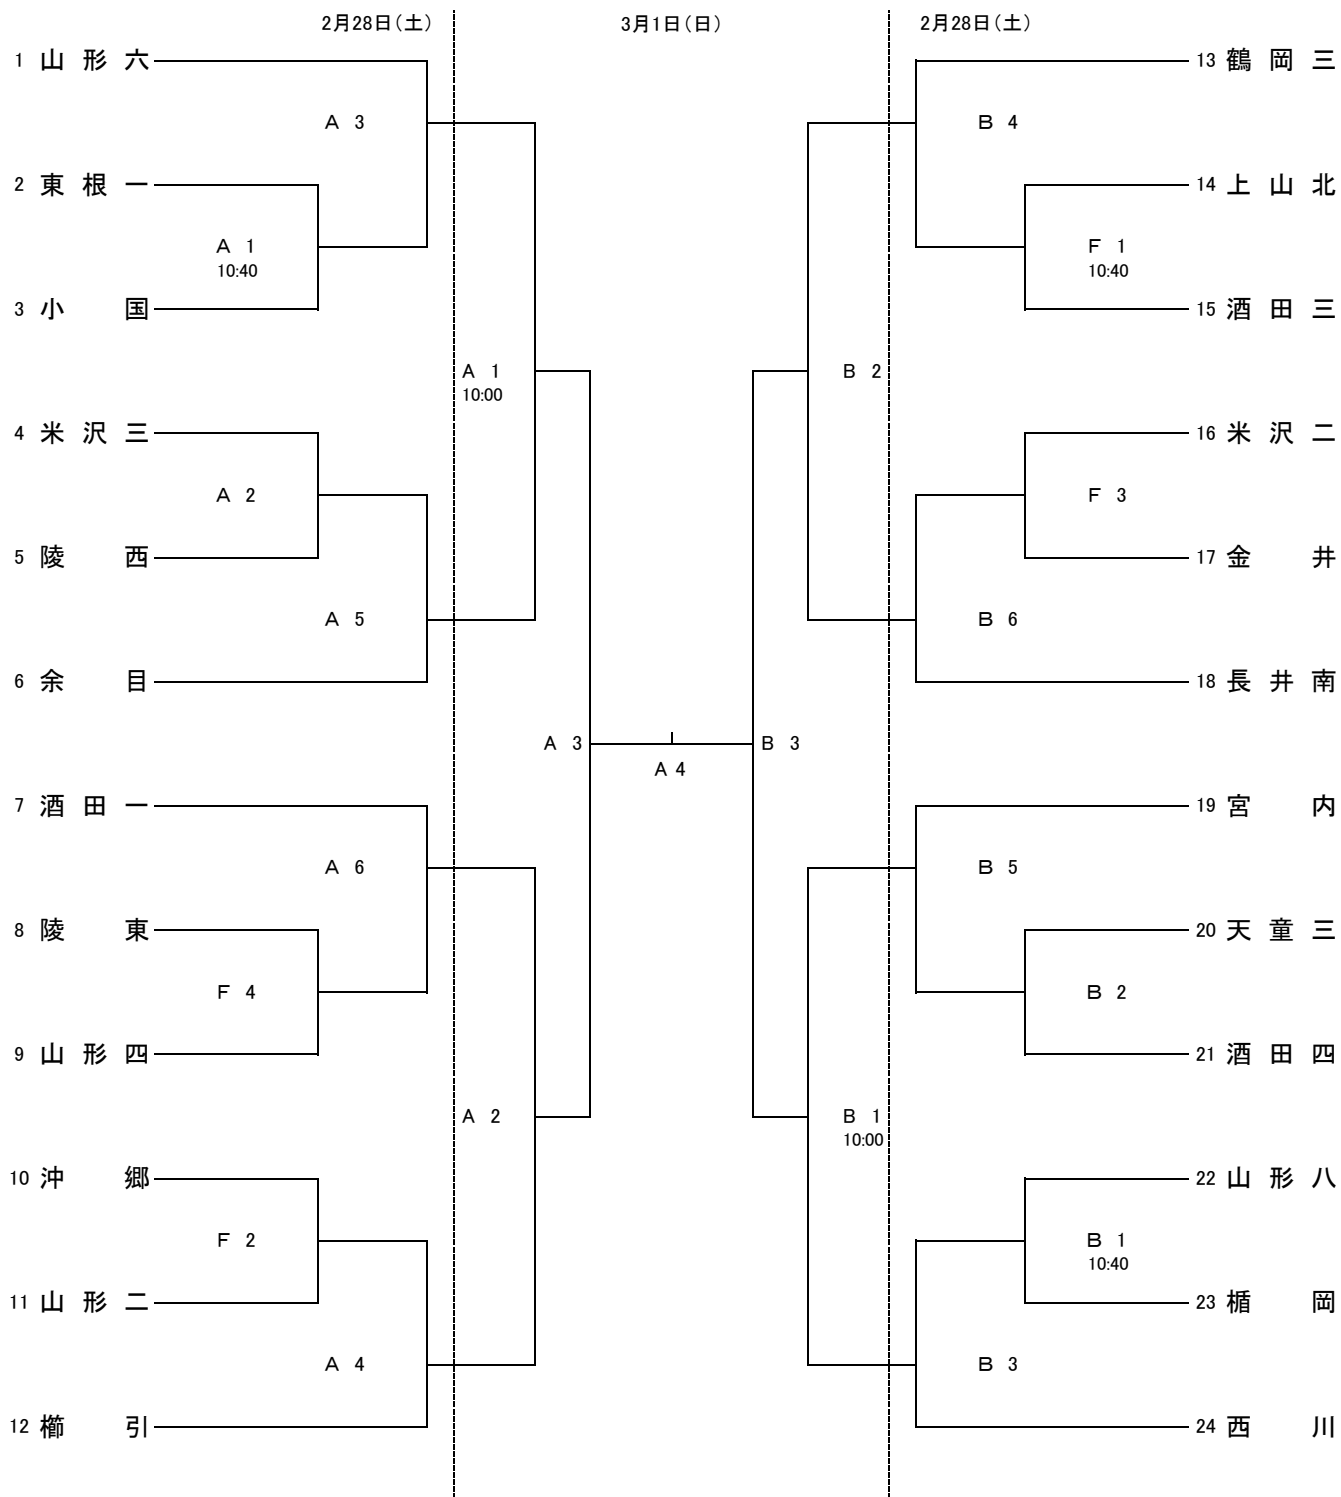 2月28日(土)
3月1日(日)
2月28日(土)
1 山形六
A 3
2 東根一
A 1
10:40
3 小国
A 1
10:00
4 米沢三
A 2
5 陵西
A 5
6 余目
A 3
7 酒田一
A 6
8 陵東
F 4
9 山形四
A 2
10 沖郷
F 2
11 山形二
A 4
12 櫛引
A 4
13 鶴岡三
B 4
14 上山北
F 1
10:40
15 酒田三
B 2
16 米沢二
F 3
17 金井
B 6
18 長井南
B 3
19 宮内
B 5
20 天童三
B 2
21 酒田四
B 1
10:00
22 山形八
B 1
10:40
23 楯岡
B 3
24 西川